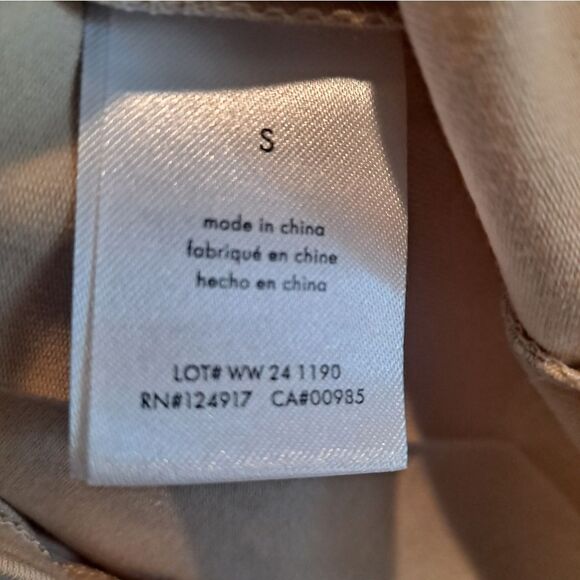 S
made in china
fabriqué en chine
hecho en china
LOT# WW 24 1190
RN#124917 CA#00985